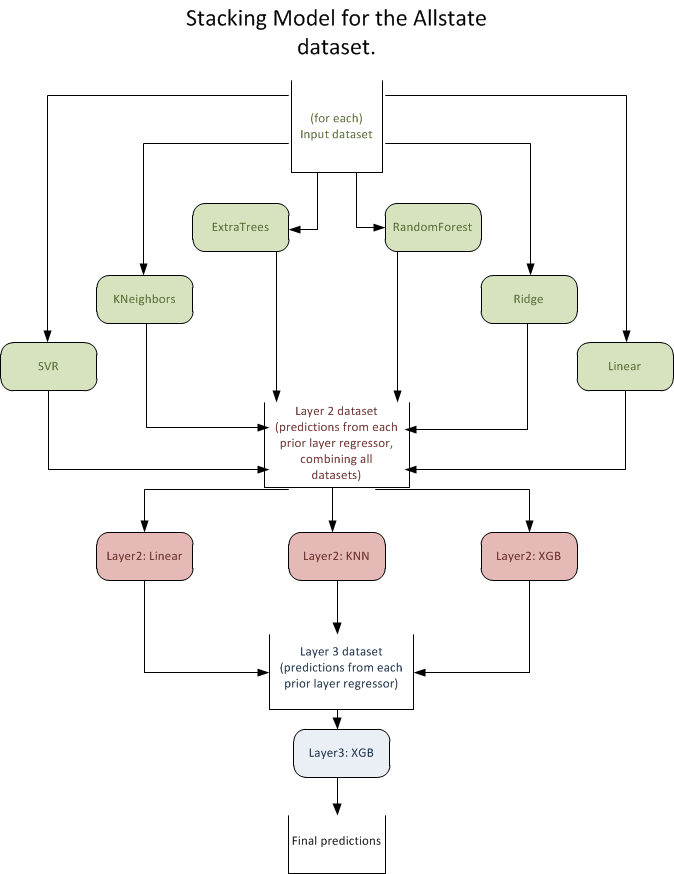 Stacking Model for the Allstate
dataset.
(for each)
Input dataset
ExtraTrees
RandomForest
KNeighbors
Ridge
SVR
Linear
Layer 2 dataset
(predictions from each
prior layer regressor,
combining all
datasets)
Layer2: Linear
Layer2: KNN
Layer2: XGB
Layer 3 dataset
(predictions from each
prior layer regressor)
Layer3: XGB
Final predictions